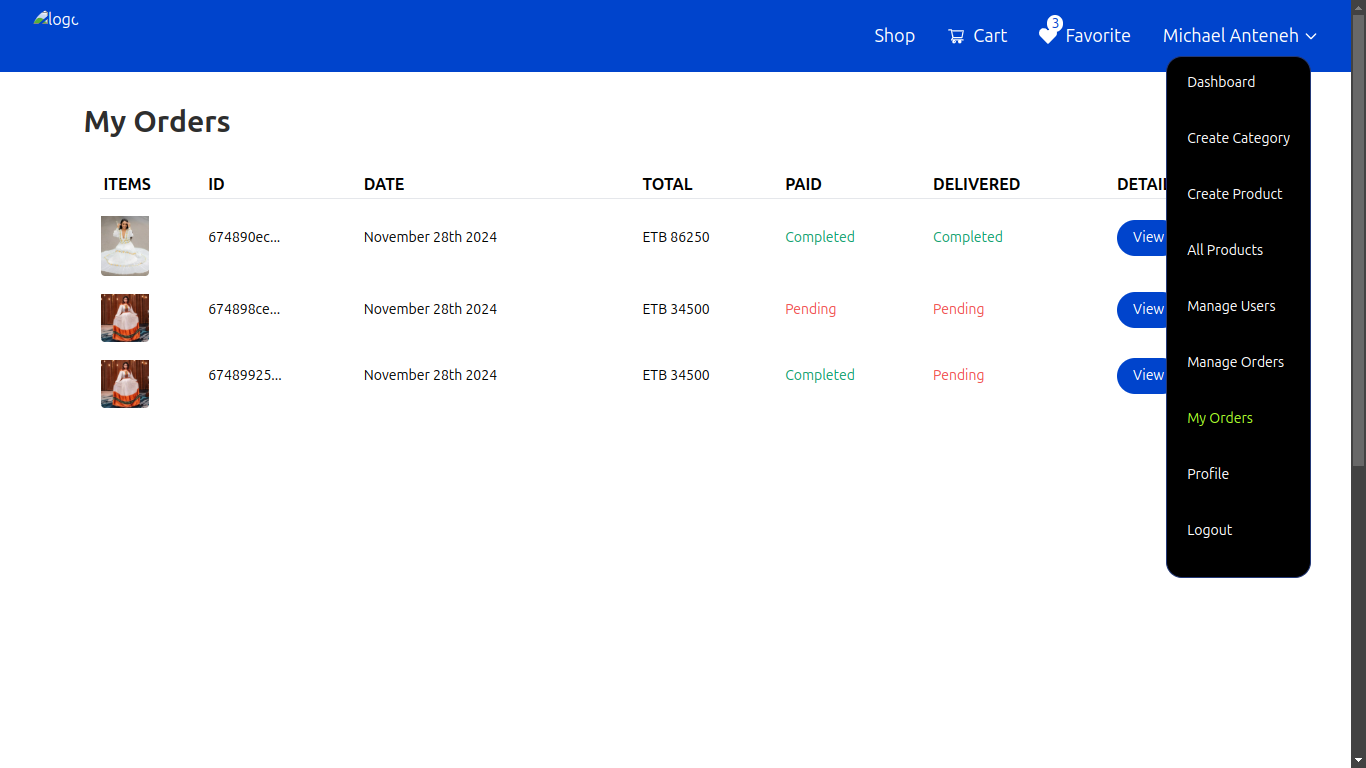 logo
Shop
Cart
3
Favorite
Michael Anteneh
Dashboard
Create Category
Create Product
All Products
Manage Users
Manage Orders
My Orders
Profile
Logout
My Orders
ITEMS ID DATE TOTAL PAID DELIVERED
674890ec... November 28th 2024 ETB 86250 Completed Completed View
674898ce... November 28th 2024 ETB 34500 Pending Pending View
67489925... November 28th 2024 ETB 34500 Completed Pending View